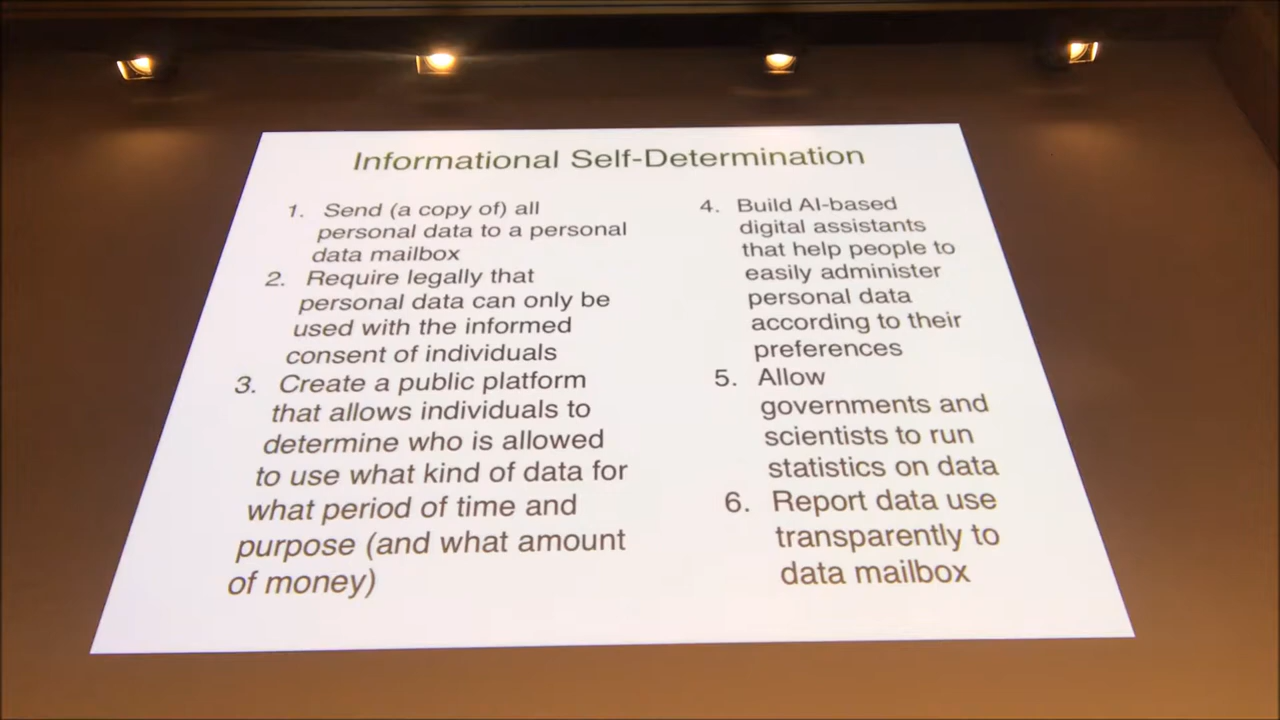 Informational Self-Determination
1. Send (a copy of) all
personal data to a personal
data mailbox
2. Require legally that
personal data can only be
used with the informed
consent of individuals
3. Create a public platform
that allows individuals to
determine who is allowed
to use what kind of data for
what period of time and
purpose (and what amount
of money)
4. Build AI-based
digital assistants
that help people to
easily administer
personal data
according to their
preferences
5. Allow
governments and
scientists to run
statistics on data
6. Report data use
transparently to
data mailbox